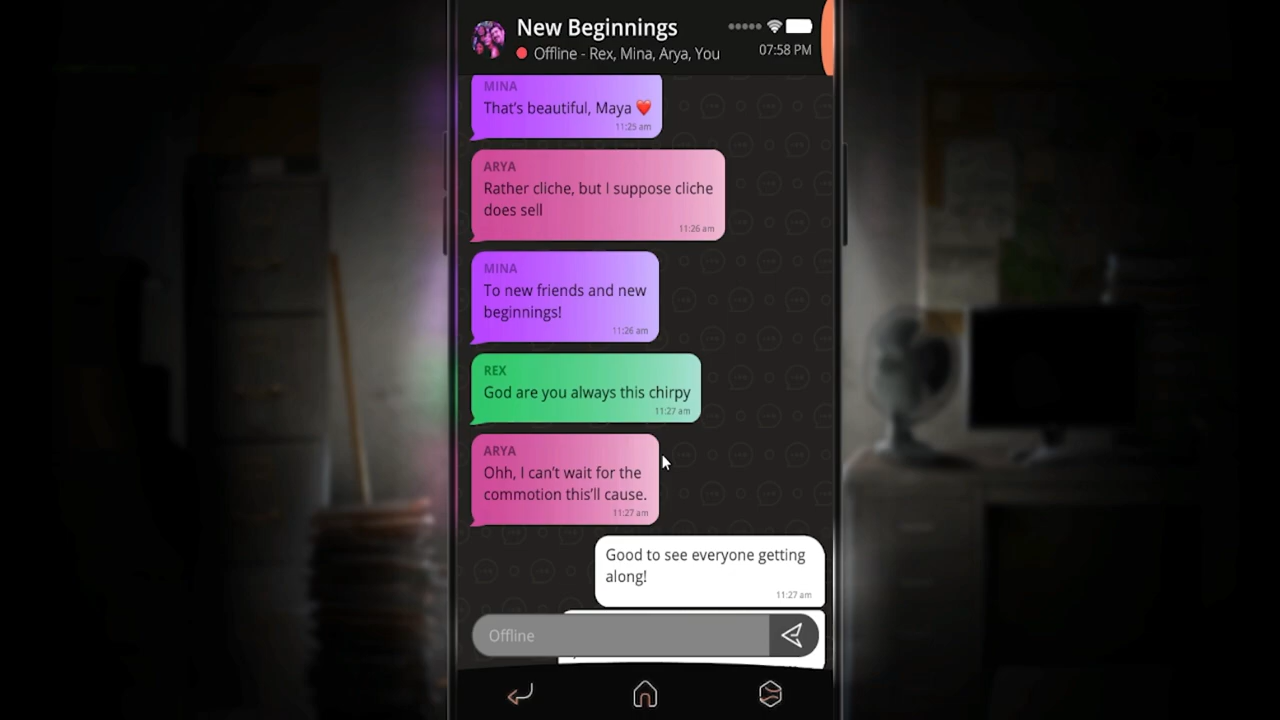 New Beginnings
Offline - Rex, Mina, Arya, You
07:58 PM
MINA
That's beautiful, Maya ❤️
11:25 am
ARYA
Rather cliche, but I suppose cliche
does sell
11:26 am
MINA
To new friends and new
beginnings!
11:26 am
REX
God are you always this chirpy
11:27 am
ARYA
Ohh, I can't wait for the
commotion this'll cause.
11:27 am
Good to see everyone getting
along!
11:27 am
Offline